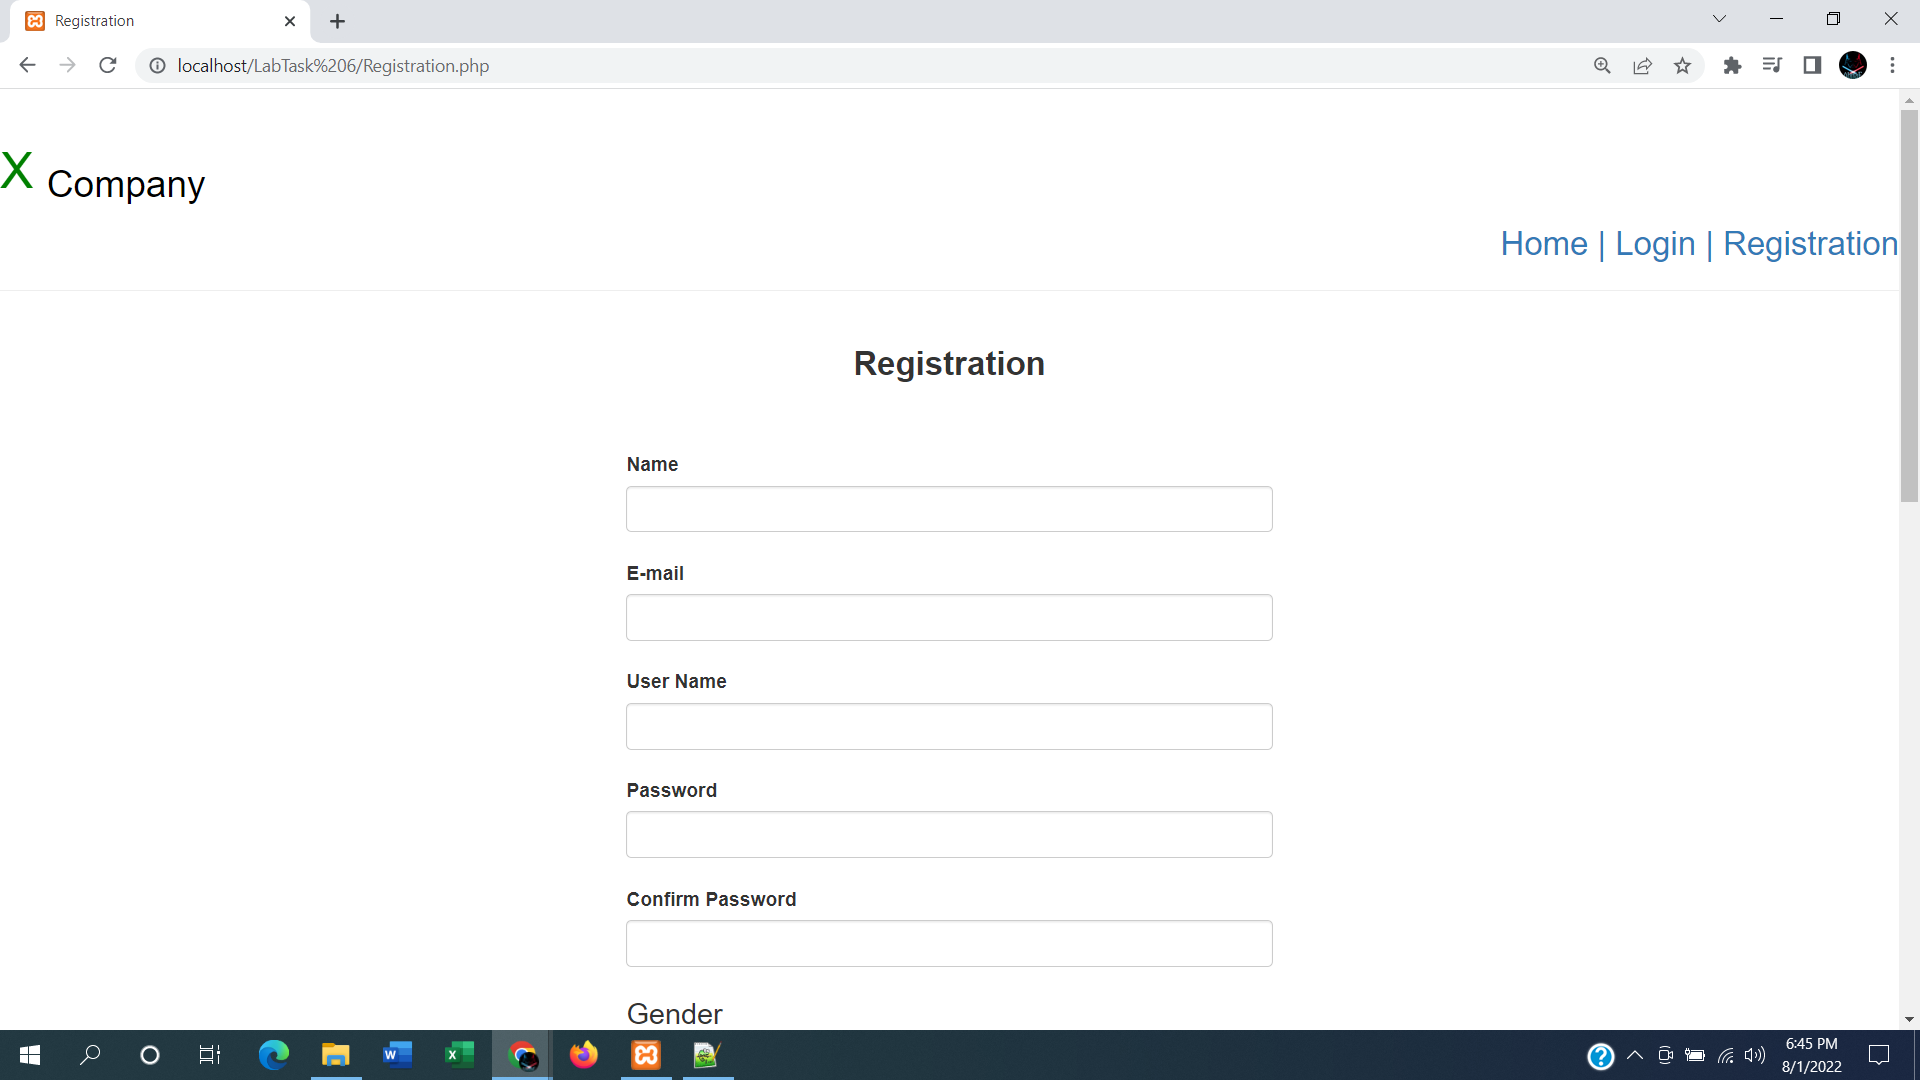 Registration
localhost/LabTask%206/Registration.php
X Company
Home | Login | Registration
Registration
Name
E-mail
User Name
Password
Confirm Password
Gender
6:45 PM
8/1/2022